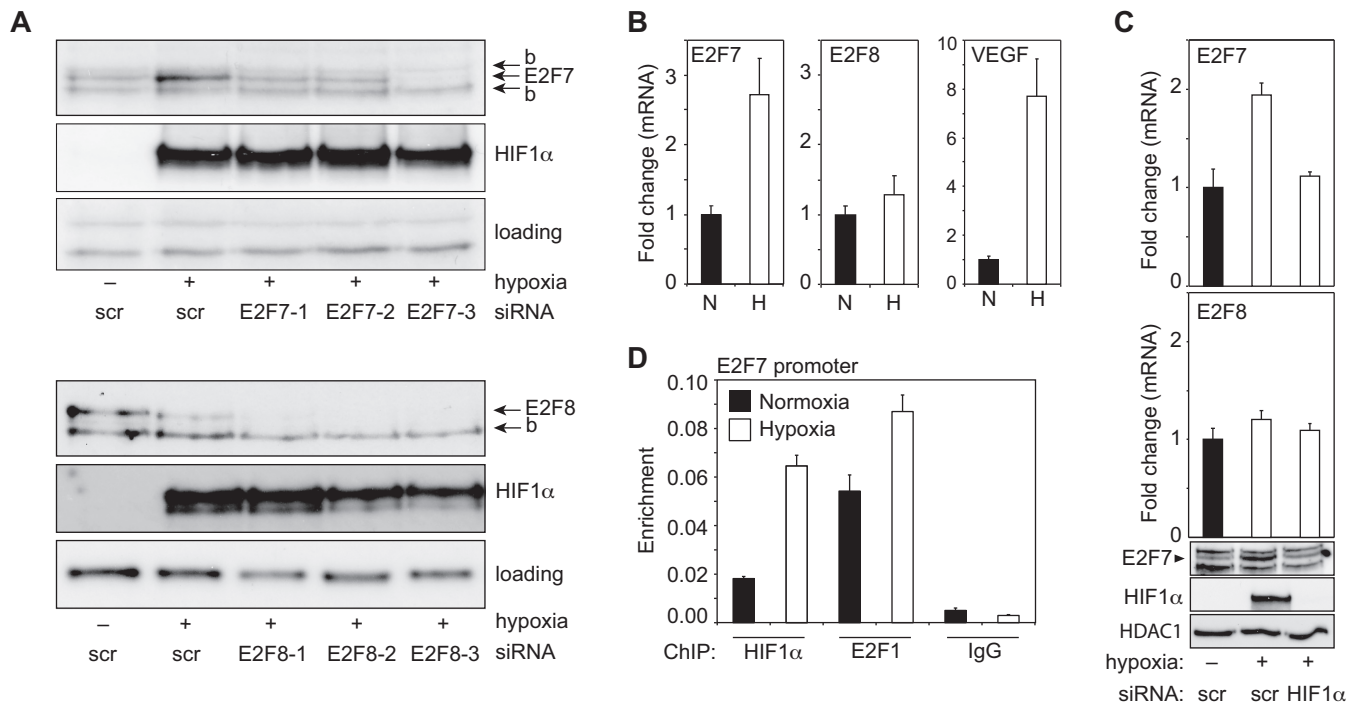 A
b
E2F7
b
HIF1α
loading
– + + + + hypoxia
scr scr E2F7-1 E2F7-2 E2F7-3 siRNA
E2F8
b
HIF1α
loading
– + + + + hypoxia
scr scr E2F8-1 E2F8-2 E2F8-3 siRNA
B
E2F7 E2F8 VEGF
Fold change (mRNA)
3
2
1
0
3
2
1
0
10
8
6
4
2
0
N H N H N H
D
E2F7 promoter
Normoxia
Hypoxia
Enrichment
0.10
0.08
0.06
0.04
0.02
0.00
ChIP: HIF1α E2F1 IgG
C
E2F7
Fold change (mRNA)
2
1
0
E2F8
Fold change (mRNA)
2
1
0
E2F7
HIF1α
HDAC1
hypoxia: – + +
siRNA: scr scr HIF1α